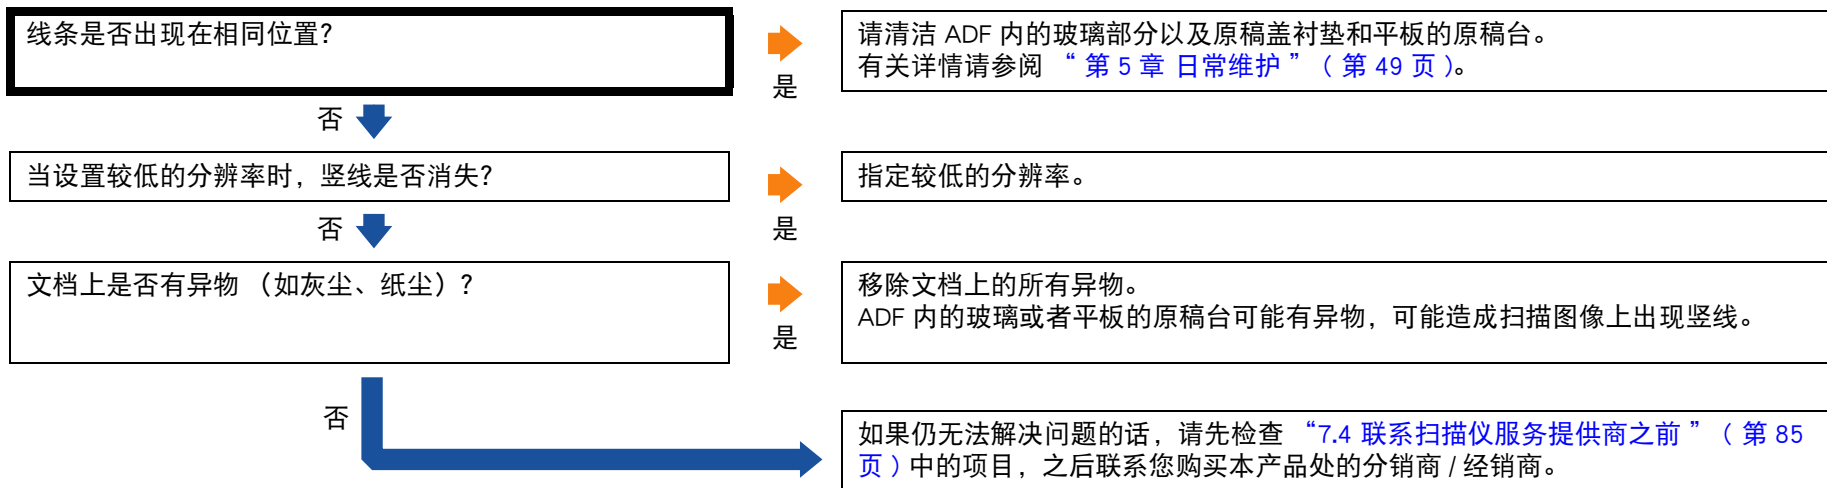 线条是否出现在相同位置?
请清洁 ADF 内的玻璃部分以及原稿盖衬垫和平板的原稿台。
有关详情请参阅 “ 第 5 章 日常维护 ” ( 第 49 页 )。
是
否
当设置较低的分辨率时，竖线是否消失?
指定较低的分辨率。
是
否
文档上是否有异物 （如灰尘、纸尘）?
移除文档上的所有异物。
ADF 内的玻璃或者平板的原稿台可能有异物，可能造成扫描图像上出现竖线。
是
否
如果仍无法解决问题的话，请先检查 “7.4 联系扫描仪服务提供商之前 ” ( 第 85
页 ) 中的项目，之后联系您购买本产品处的分销商 / 经销商。